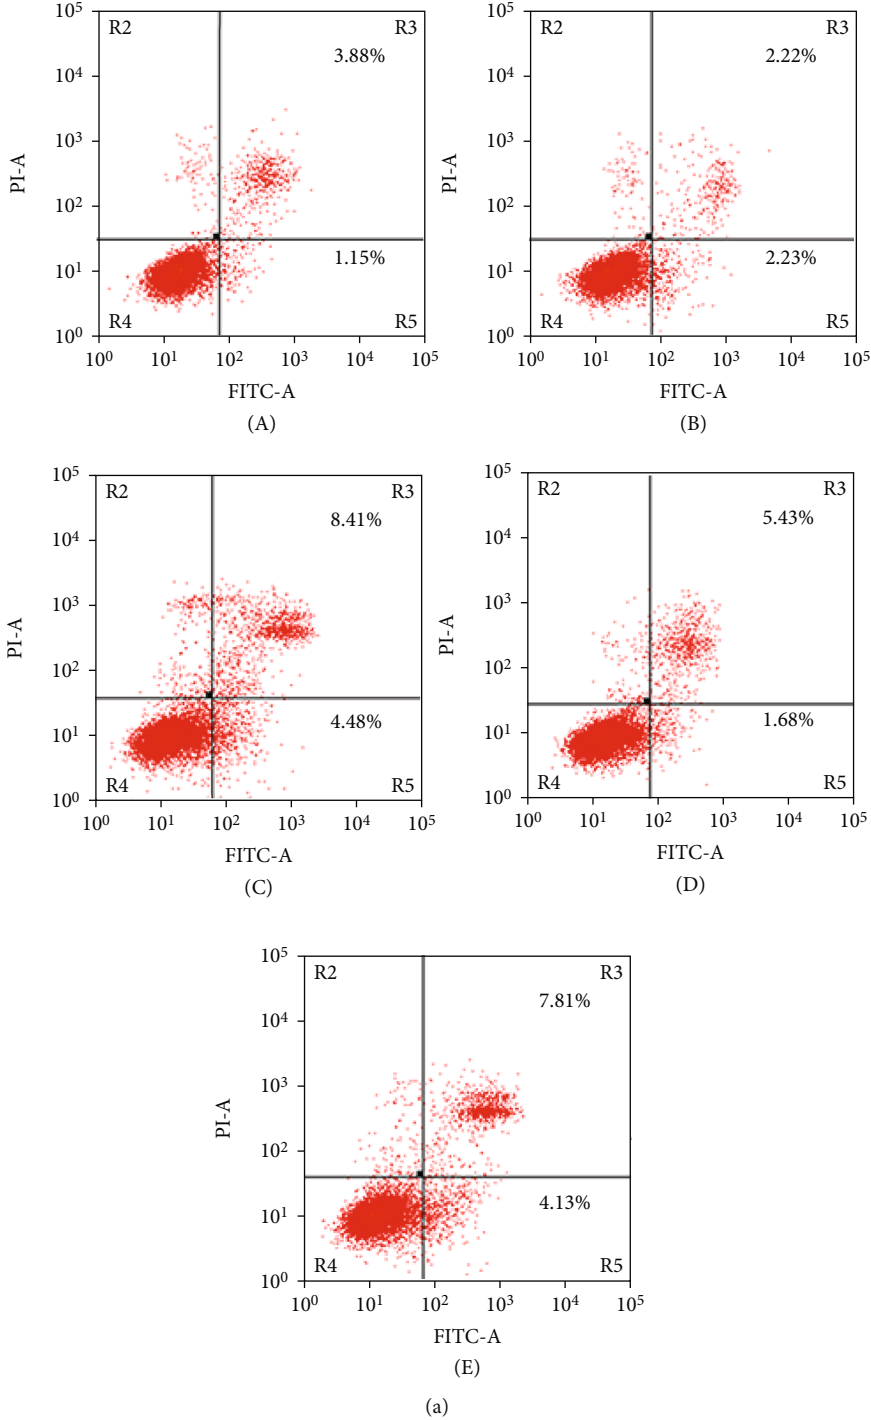 10⁵
R2 R3
3.88%
10⁴
10³
PI-A
10²
1.15%
10¹
R4 R5
10⁰
10⁰ 10¹ 10² 10³ 10⁴ 10⁵
FITC-A
(A)
10⁵
R2 R3
2.22%
10⁴
10³
PI-A
10²
2.23%
10¹
R4 R5
10⁰
10⁰ 10¹ 10² 10³ 10⁴ 10⁵
FITC-A
(B)
10⁵
R2 R3
8.41%
10⁴
10³
PI-A
10²
4.48%
10¹
R4 R5
10⁰
10⁰ 10¹ 10² 10³ 10⁴ 10⁵
FITC-A
(C)
10⁵
R2 R3
5.43%
10⁴
10³
PI-A
10²
1.68%
10¹
R4 R5
10⁰
10⁰ 10¹ 10² 10³ 10⁴ 10⁵
FITC-A
(D)
10⁵
R2 R3
7.81%
10⁴
10³
PI-A
10²
4.13%
10¹
R4 R5
10⁰
10⁰ 10¹ 10² 10³ 10⁴ 10⁵
FITC-A
(E)
(a)